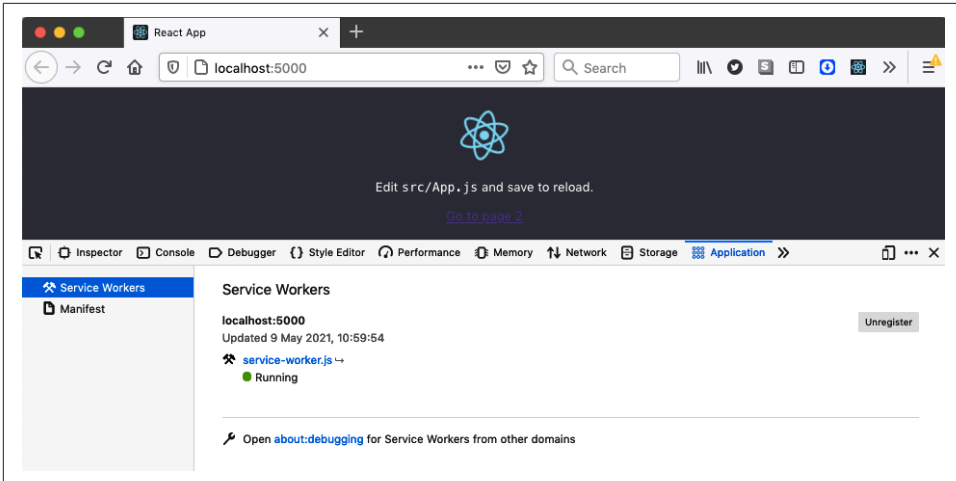 React App
localhost:5000
Search
S
Edit src/App.js and save to reload.
Go to page 2
Inspector Console Debugger {} Style Editor Performance Memory Network Storage Application
Service Workers
Manifest
Service Workers
localhost:5000
Unregister
Updated 9 May 2021, 10:59:54
service-worker.js
Running
Open about:debugging for Service Workers from other domains